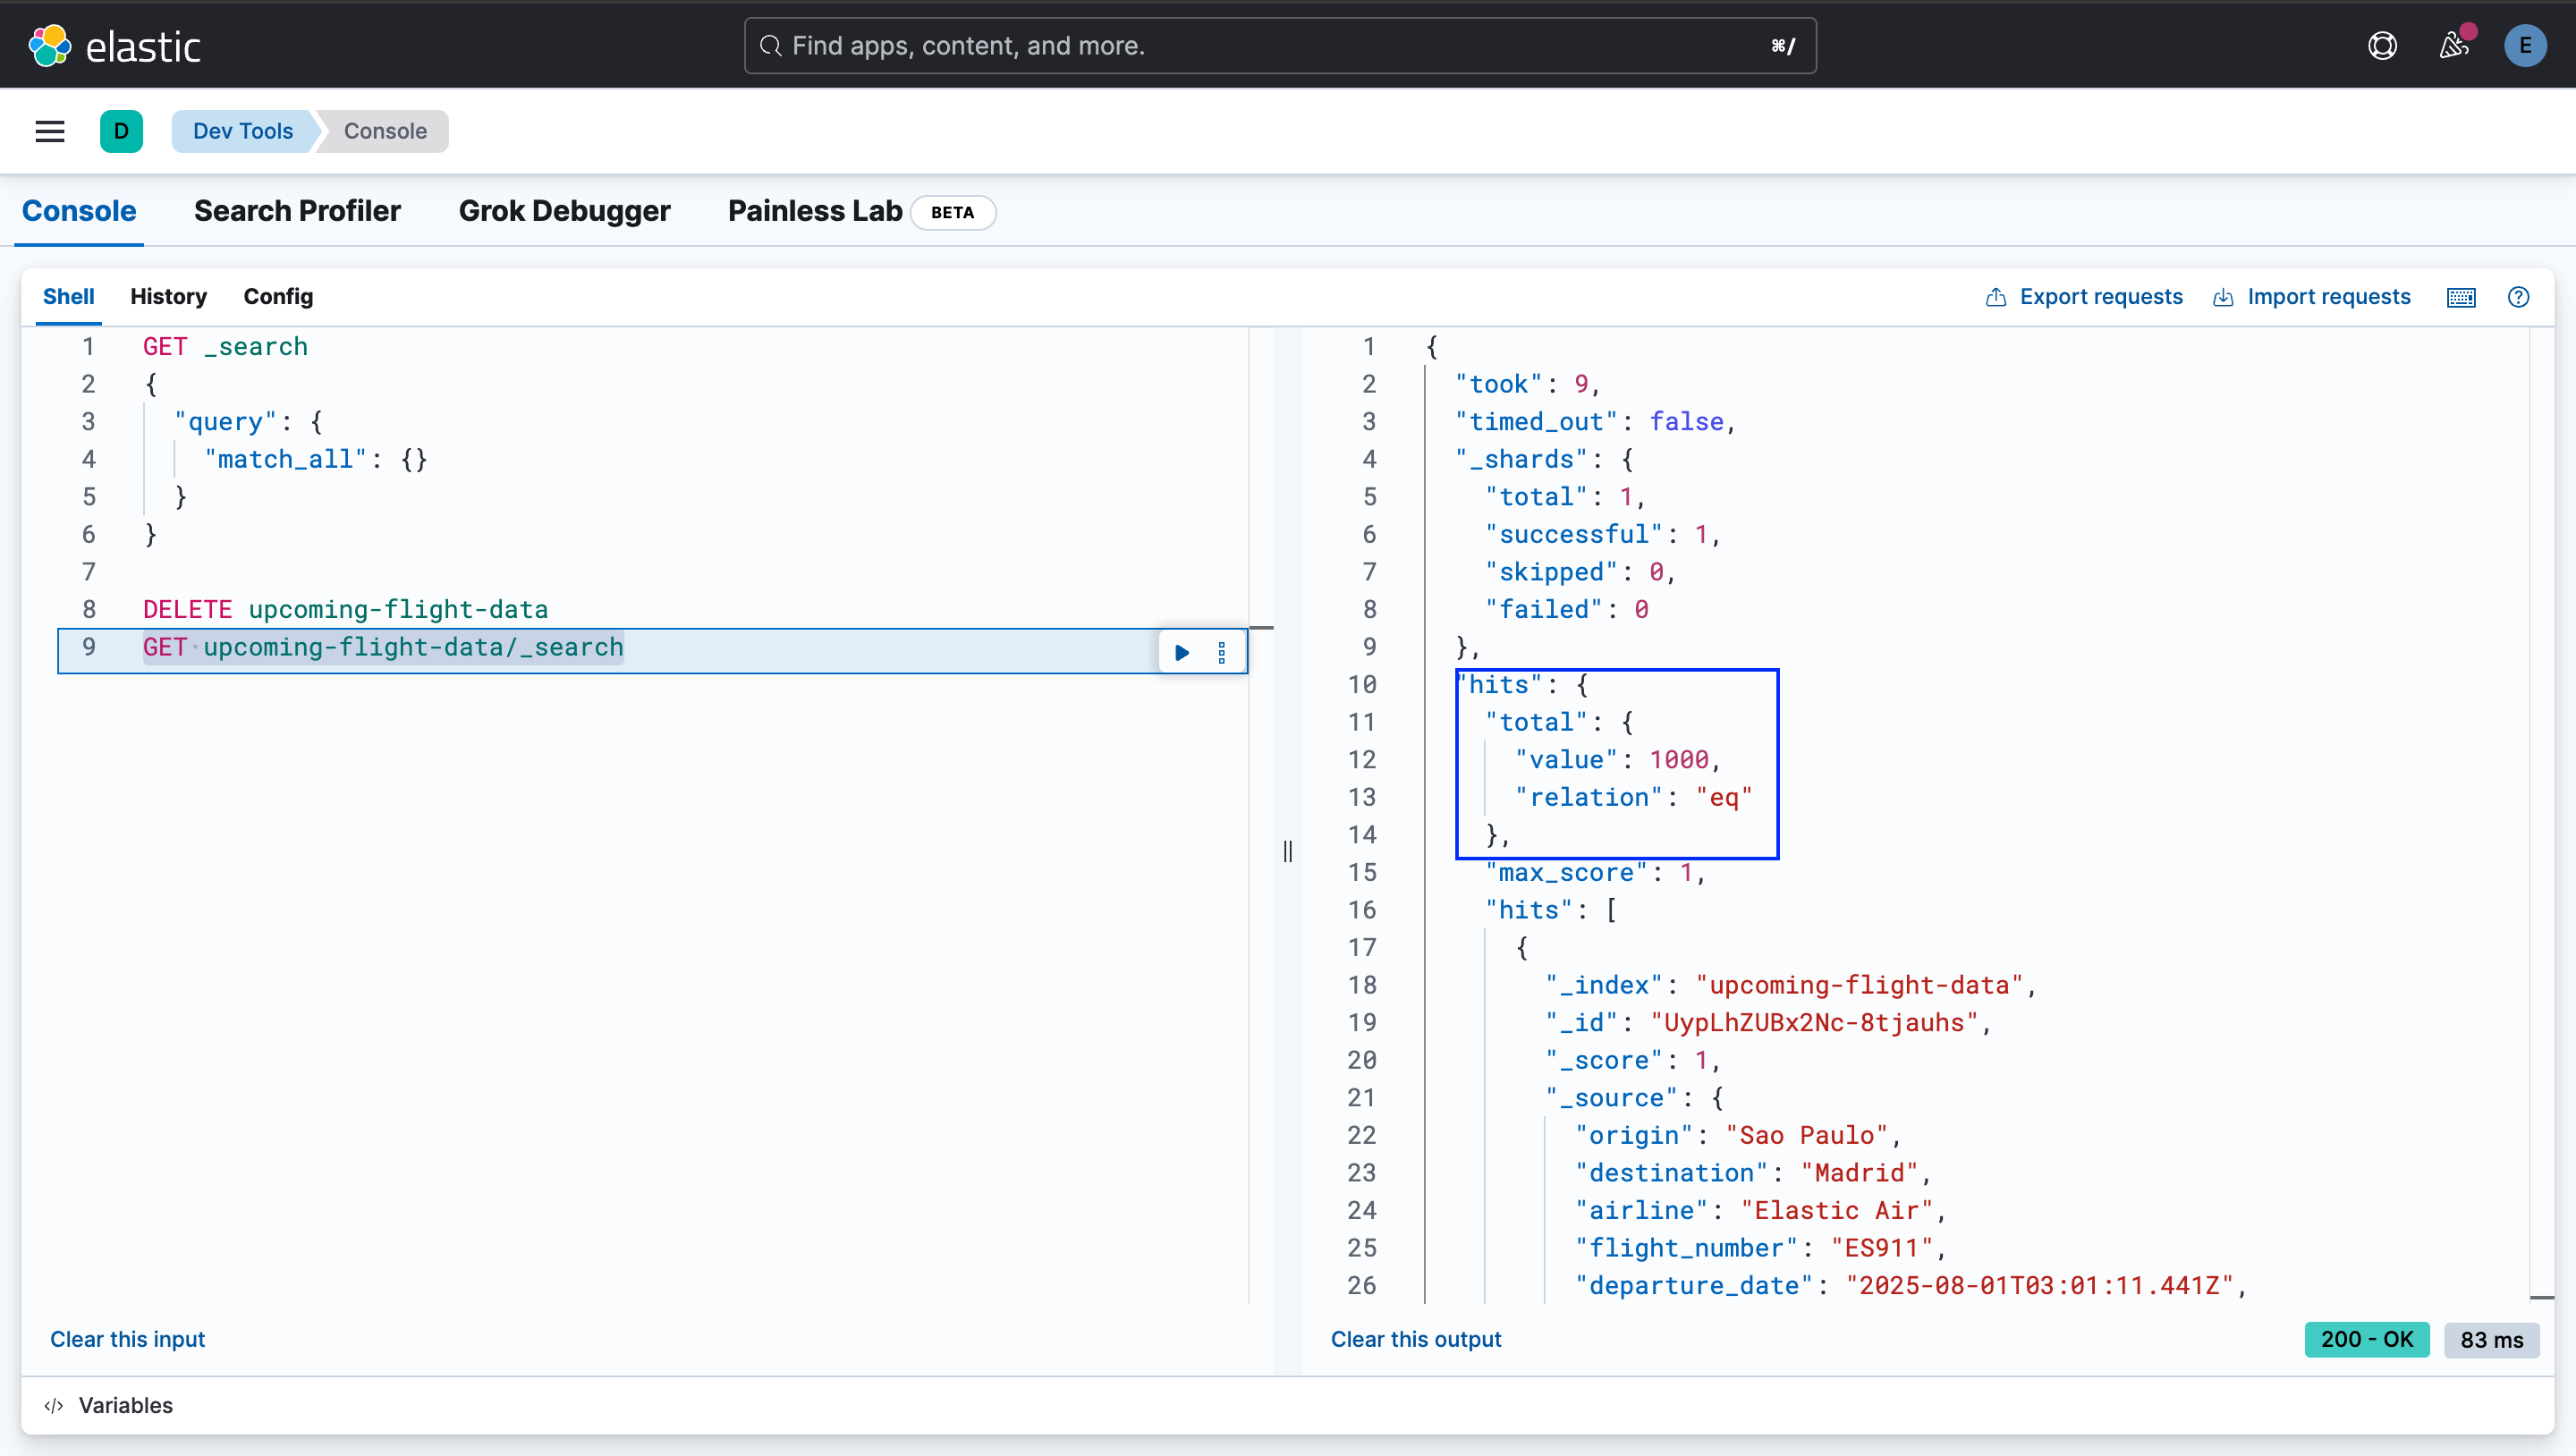 elastic
Find apps, content, and more.
⌘/
E
D
Dev Tools
Console
Console
Search Profiler
Grok Debugger
Painless Lab
BETA
Shell
History
Config
Export requests
Import requests
1 GET _search
2 {
3 "query": {
4 "match_all": {}
5 }
6 }
7
8 DELETE upcoming-flight-data
9 GET upcoming-flight-data/_search
1 {
2 "took": 9,
3 "timed_out": false,
4 "_shards": {
5 "total": 1,
6 "successful": 1,
7 "skipped": 0,
8 "failed": 0
9 },
10 "hits": {
11 "total": {
12 "value": 1000,
13 "relation": "eq"
14 },
15 "max_score": 1,
16 "hits": [
17 {
18 "_index": "upcoming-flight-data",
19 "_id": "UypLhZUBx2Nc-8tjauhs",
20 "_score": 1,
21 "_source": {
22 "origin": "Sao Paulo",
23 "destination": "Madrid",
24 "airline": "Elastic Air",
25 "flight_number": "ES911",
26 "departure_date": "2025-08-01T03:01:11.441Z",
Clear this input
Clear this output
200 - OK
83 ms
Variables